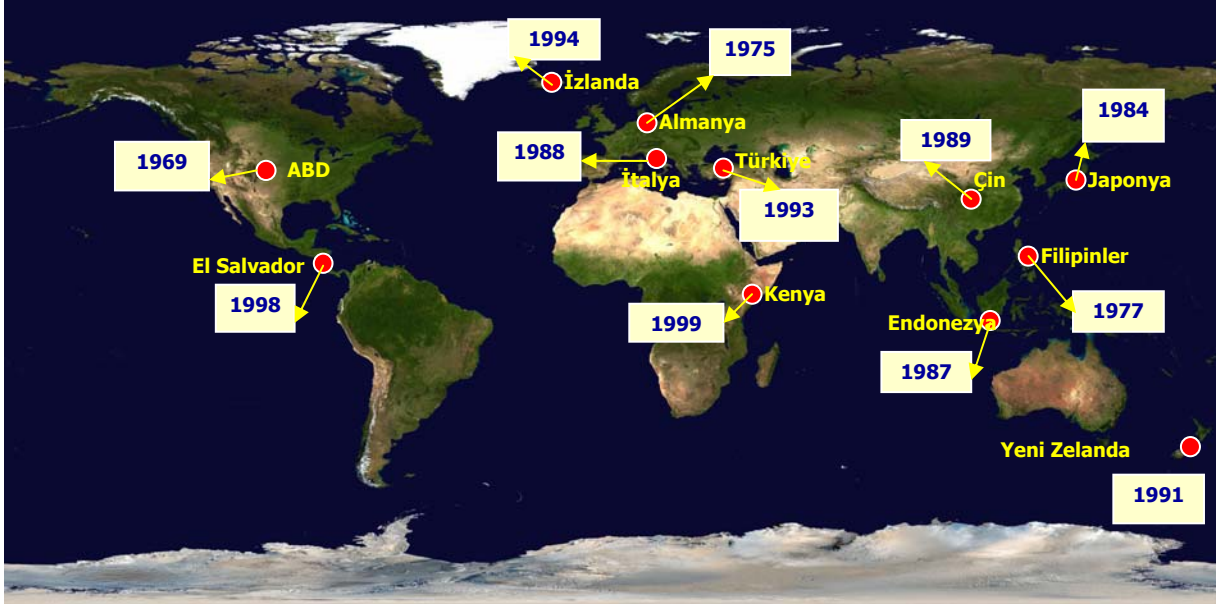 1994
1975
İzlanda
1984
Almanya
1989
1988
1969
ABD
Türkiye
İtalya
Çin
Japonya
1993
El Salvador
Filipinler
1998
Kenya
1999
Endonezya
1977
1987
Yeni Zelanda
1991